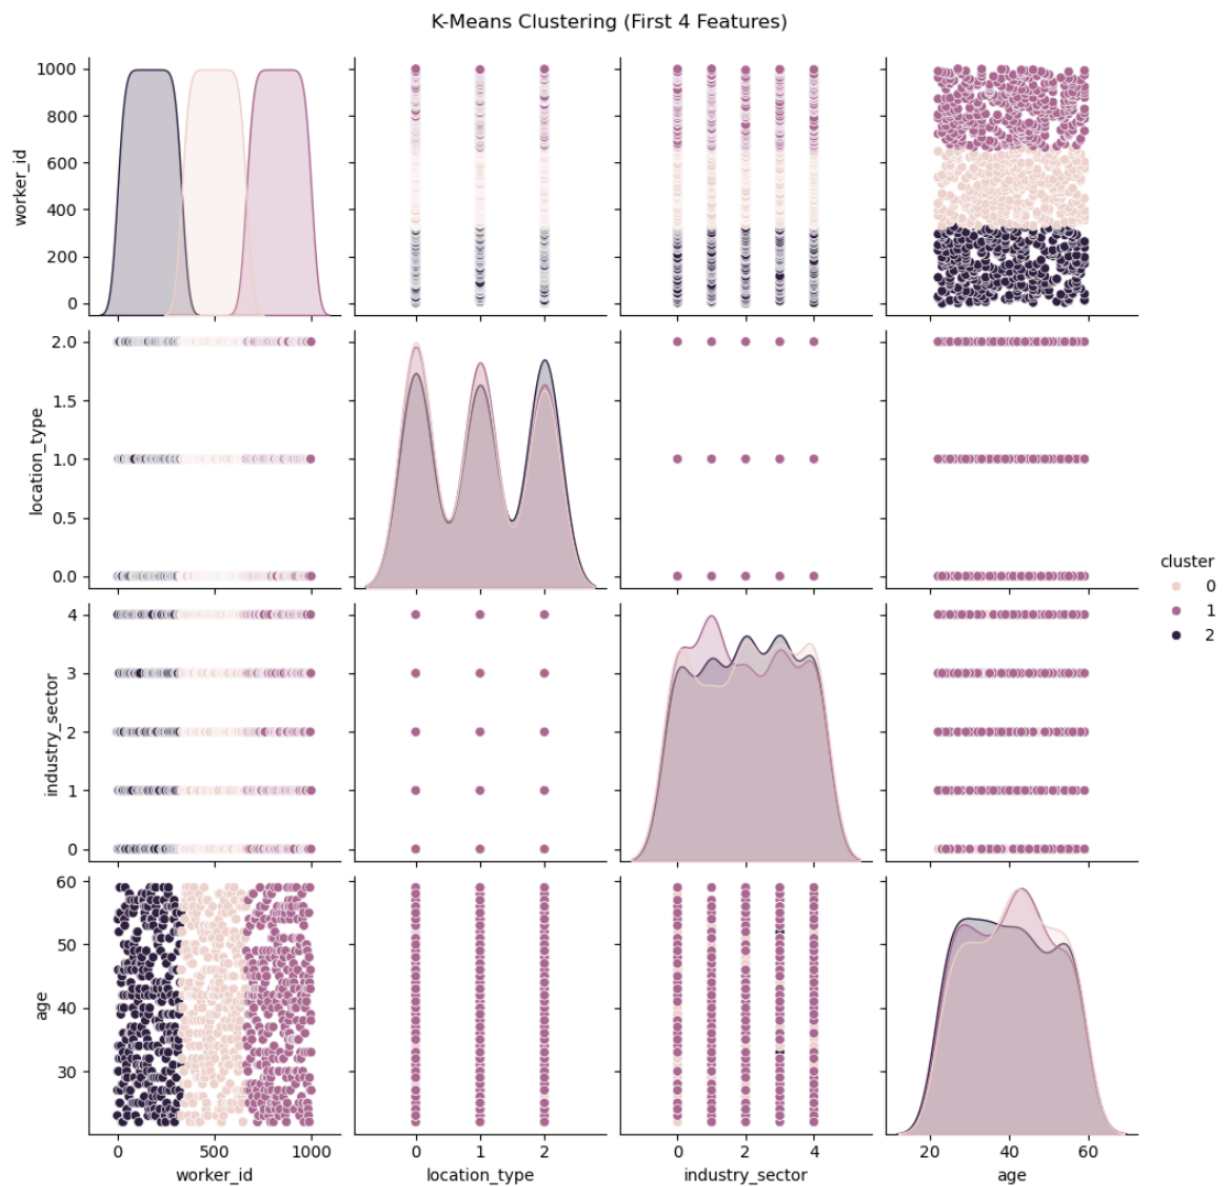 K-Means Clustering (First 4 Features)
1000
800
600
400
200
0
worker_id
2.0
1.5
1.0
0.5
0.0
location_type
cluster
0
1
2
4
3
2
1
0
industry_sector
60
50
40
30
age
0 500 1000
0 1 2
0 2 4
20 40 60
worker_id location_type industry_sector age